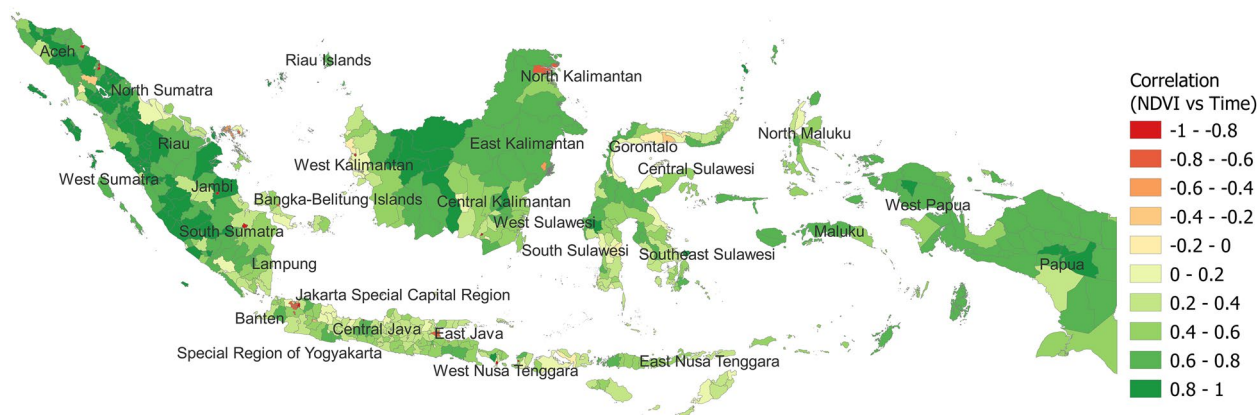 Aceh
North Sumatra
Riau Islands
Riau
West Sumatra
Jambi
Bangka-Belitung Islands
South Sumatra
Lampung
Jakarta Special Capital Region
Banten
Central Java
East Java
Special Region of Yogyakarta
West Nusa Tenggara
East Nusa Tenggara
North Kalimantan
East Kalimantan
West Kalimantan
Central Kalimantan
West Sulawesi
South Sulawesi
Southeast Sulawesi
Gorontalo
Central Sulawesi
North Maluku
Maluku
West Papua
Papua
Correlation
(NDVI vs Time)
-1 - -0.8
-0.8 - -0.6
-0.6 - -0.4
-0.4 - -0.2
-0.2 - 0
0 - 0.2
0.2 - 0.4
0.4 - 0.6
0.6 - 0.8
0.8 - 1